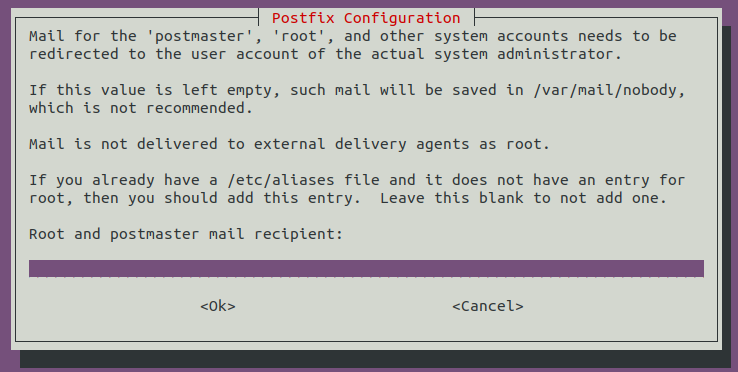 Postfix Configuration
Mail for the 'postmaster', 'root', and other system accounts needs to be
redirected to the user account of the actual system administrator.
If this value is left empty, such mail will be saved in /var/mail/nobody,
which is not recommended.
Mail is not delivered to external delivery agents as root.
If you already have a /etc/aliases file and it does not have an entry for
root, then you should add this entry.  Leave this blank to not add one.
Root and postmaster mail recipient:
<Ok> <Cancel>